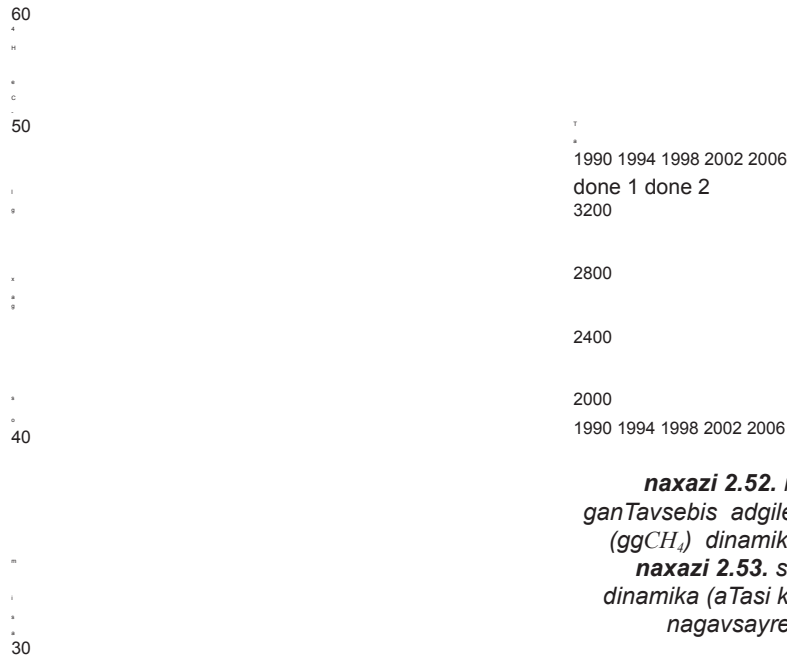 60
4
H
e
C
-
50
l
g
x
a
g
s
o
40
m
i
s
a
30
T
a
1990 1994 1998 2002 2006
done 1 done 2
3200
2800
2400
2000
1990 1994 1998 2002 2006
naxazi 2.52.
ganTavsebis adgile
(ggCH₄) dinamik
naxazi 2.53. s
dinamika (aTasi k
nagavsayre